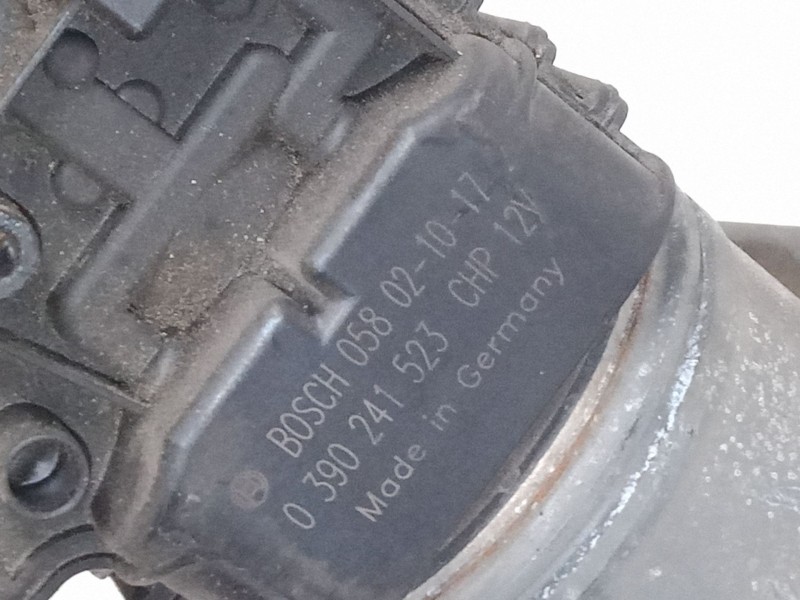 BOSCH 058 02-10-17
0 390 241 523 CHP 12V
Made in Germany